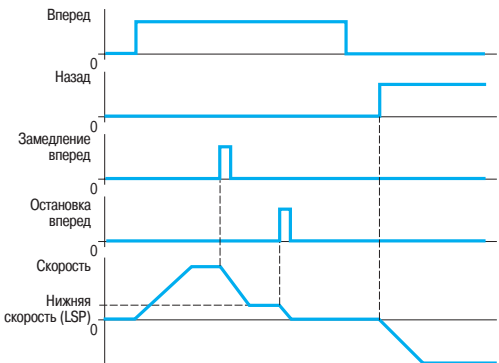 Вперед
0
Назад
0
Замедление
вперед
0
Остановка
вперед
0
Скорость
Нижняя
скорость (LSP)
0